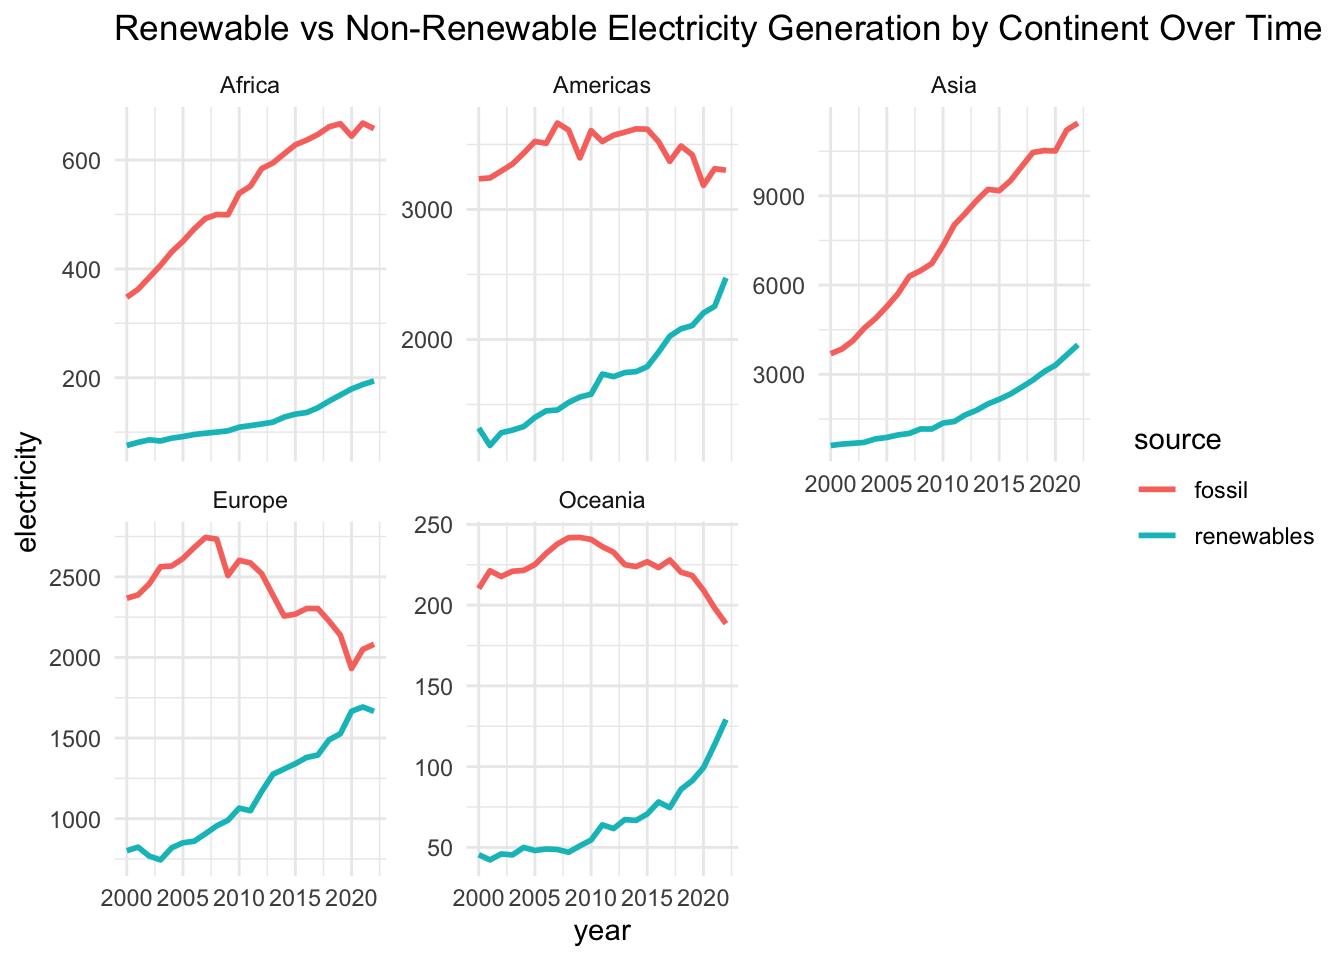 Renewable vs Non-Renewable Electricity Generation by Continent Over Time
Africa
Americas
Asia
600
400
200
3000
2000
9000
6000
3000
2000 2005 2010 2015 2020
electricity
source
fossil
renewables
Europe
Oceania
2500
2000
1500
1000
250
200
150
100
50
2000 2005 2010 2015 2020
2000 2005 2010 2015 2020
year